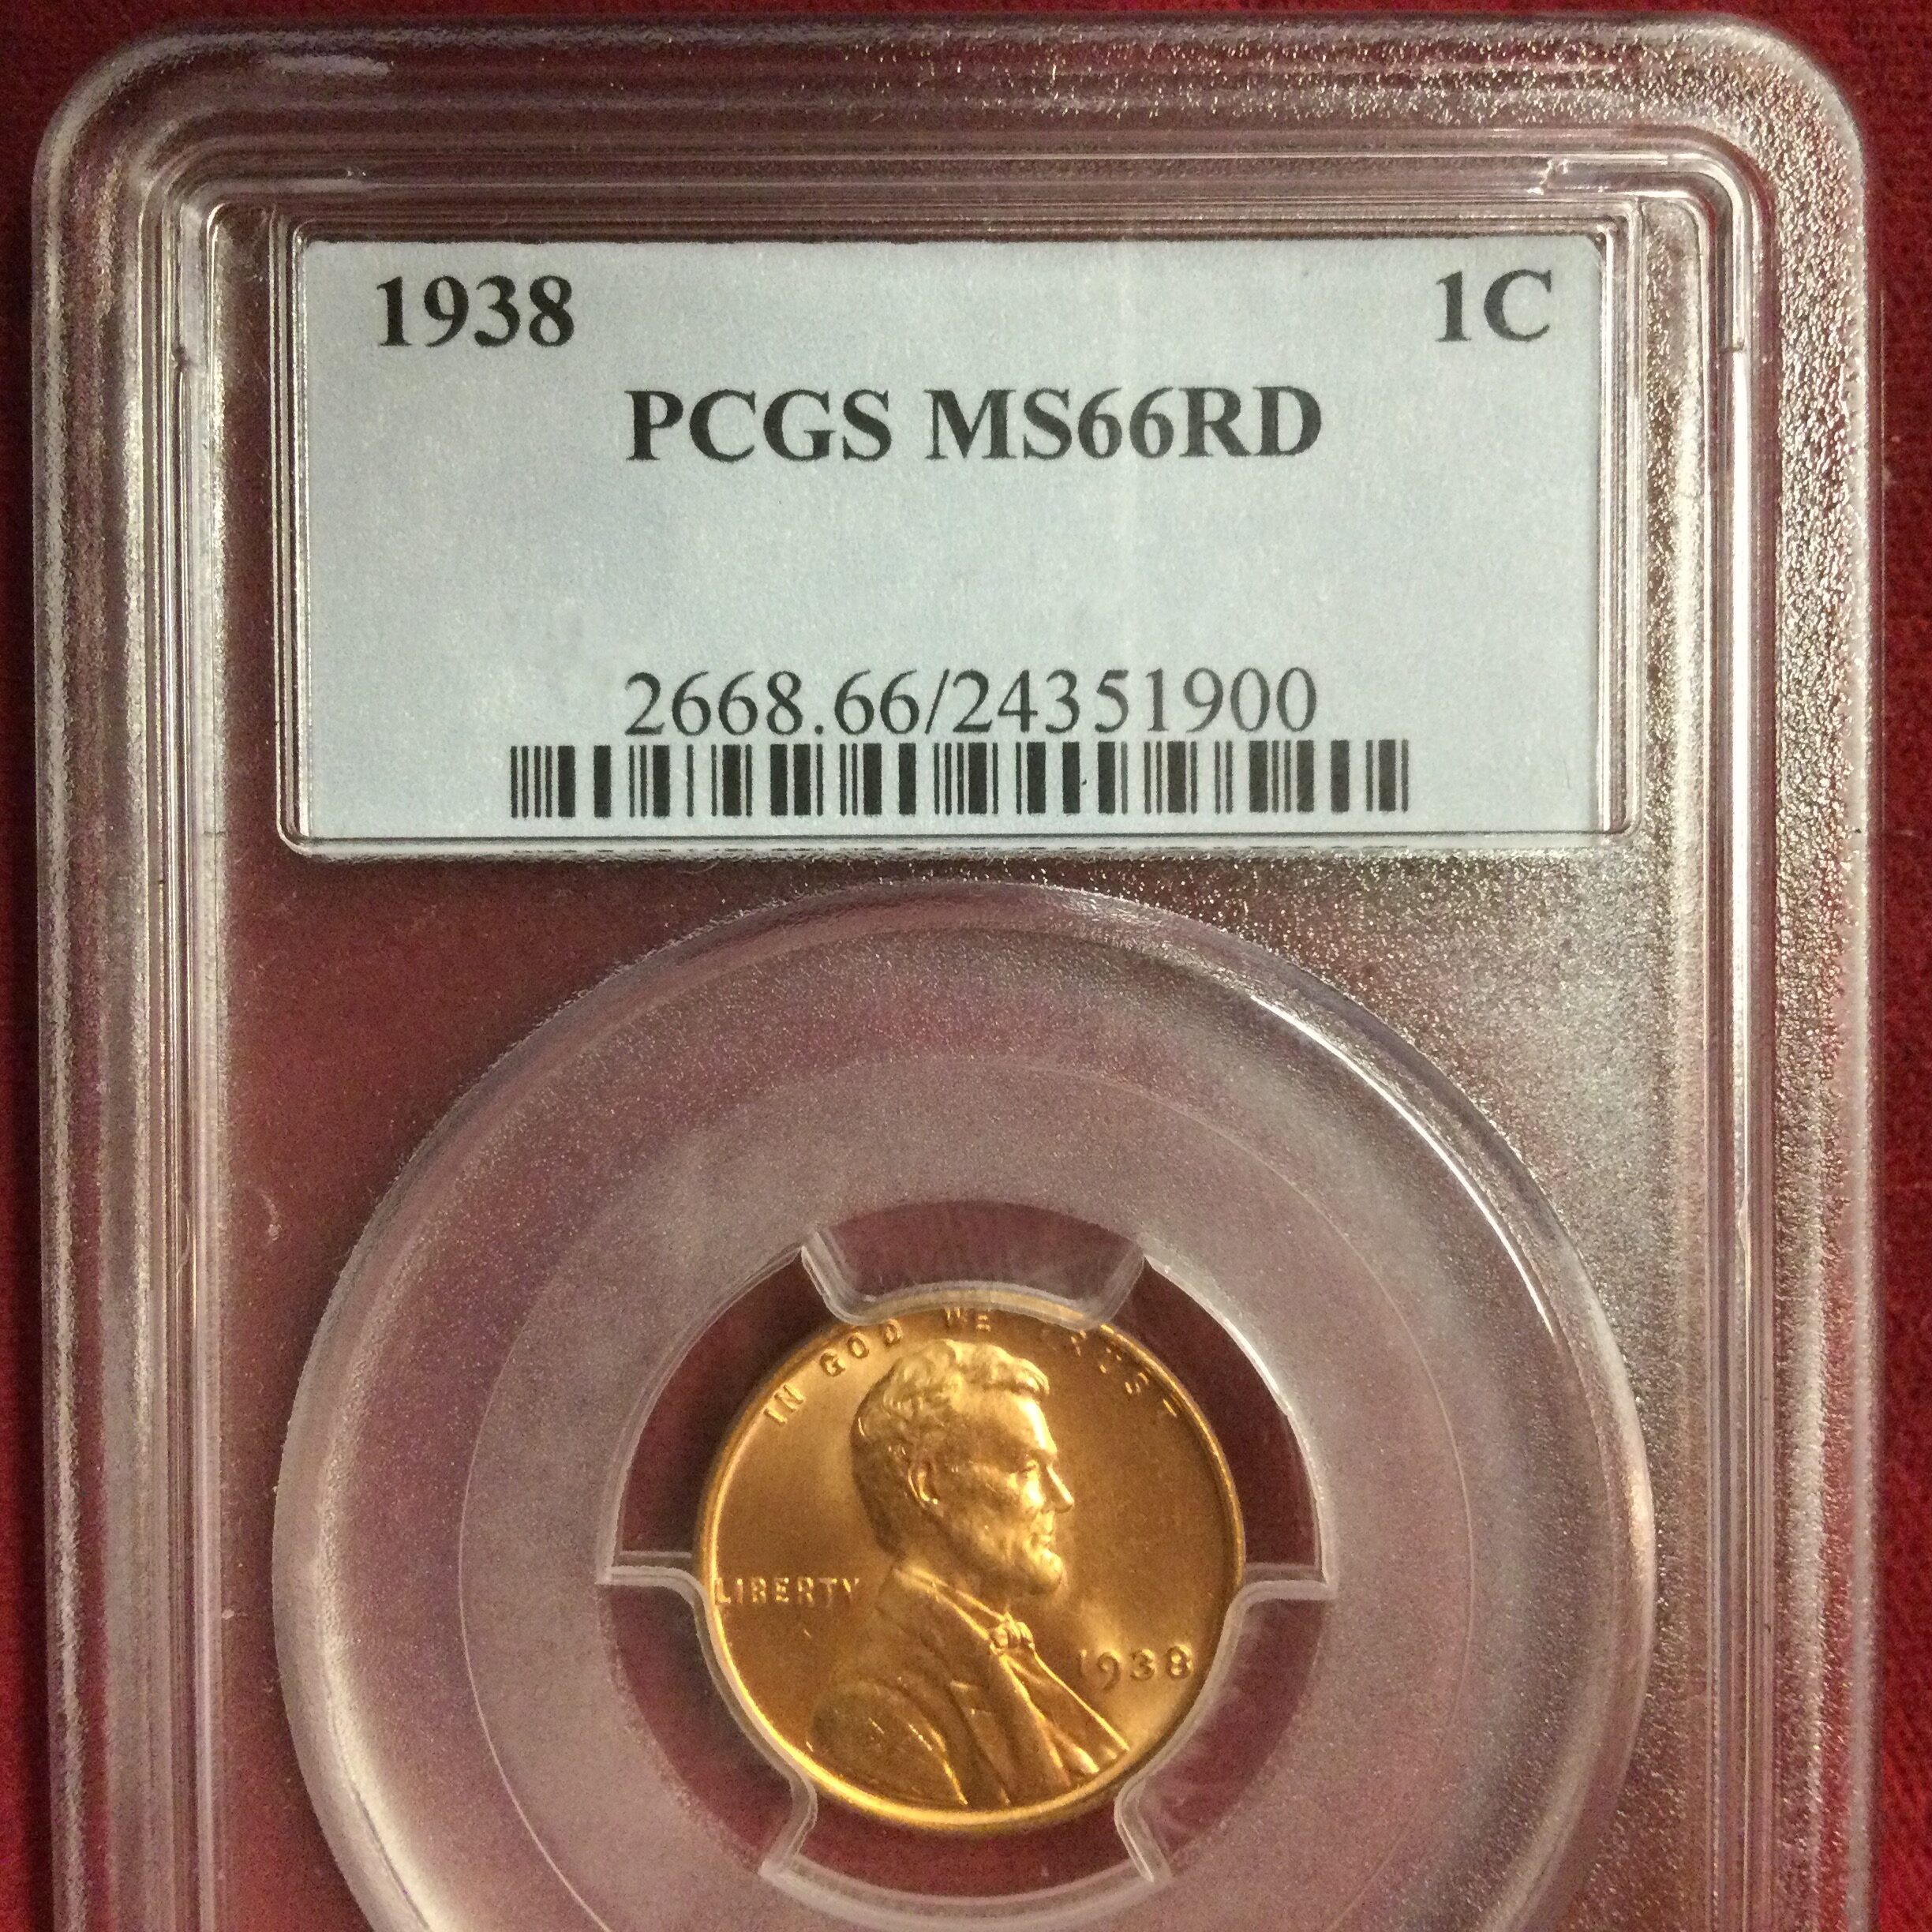 1938 1C
PCGS MS66RD
2668.66/24351900
IN GOD WE TRUST
LIBERTY
1938